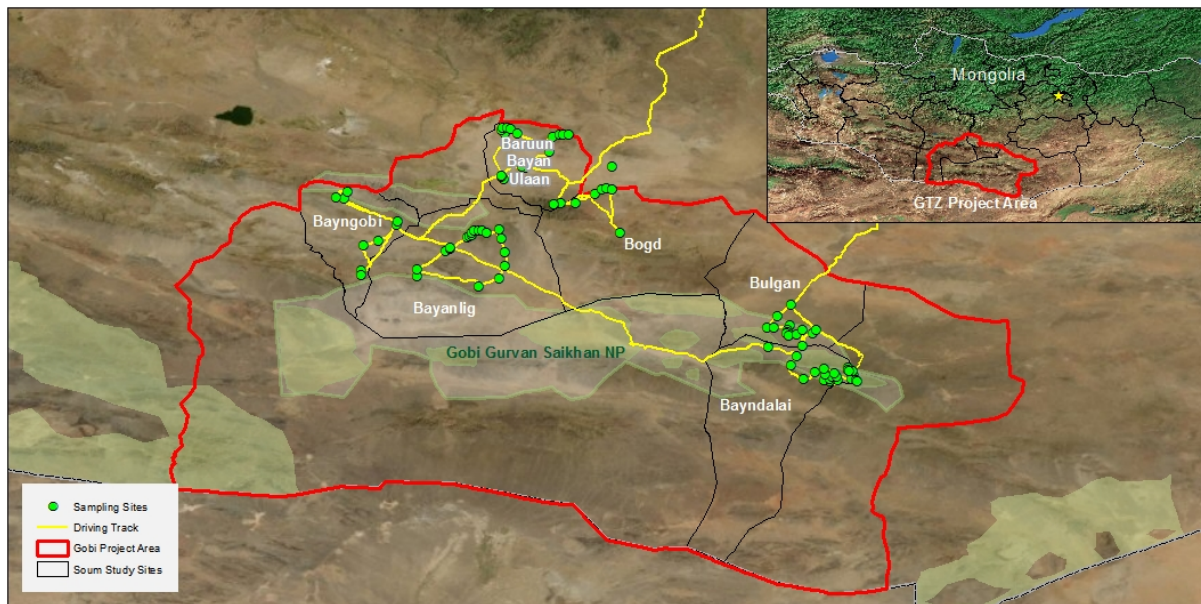 Mongolia
GTZ Project Area
Baruun
Bayan
Ulaan
Bayngobi
Bogd
Bulgan
Bayanlig
Gobi Gurvan Saikhan NP
Bayndalai
Sampling Sites
Driving Track
Gobi Project Area
Soum Study Sites